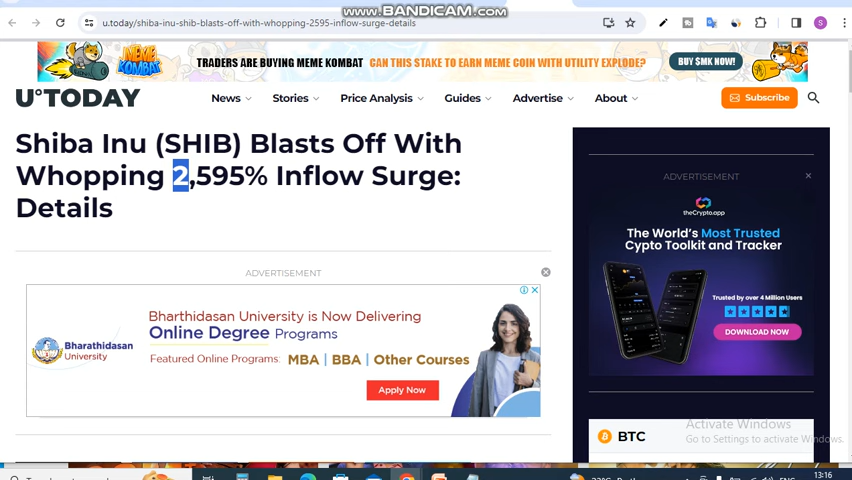 www.BANDICAM.com
u.today/shiba-inu-shib-blasts-off-with-whopping-2595-inflow-surge-details
S
MEME KOMBAT
TRADERS ARE BUYING MEME KOMBAT CAN THIS STAKE TO EARN MEME COIN WITH UTILITY EXPLODE?
BUY $MK NOW!
U°TODAY
News
Stories
Price Analysis
Guides
Advertise
About
Subscribe
Shiba Inu (SHIB) Blasts Off With
Whopping 2,595% Inflow Surge:
Details
ADVERTISEMENT
Bharathidasan
University
Bharthidasan University is Now Delivering
Online Degree Programs
Featured Online Programs: MBA | BBA | Other Courses
Apply Now
ADVERTISEMENT
theCrypto.app
The World's Most Trusted
Cypto Toolkit and Tracker
Trusted by over 4 Million Users
DOWNLOAD NOW
BTC
Activate Windows
Go to Settings to activate Windows.
ENG
13:16